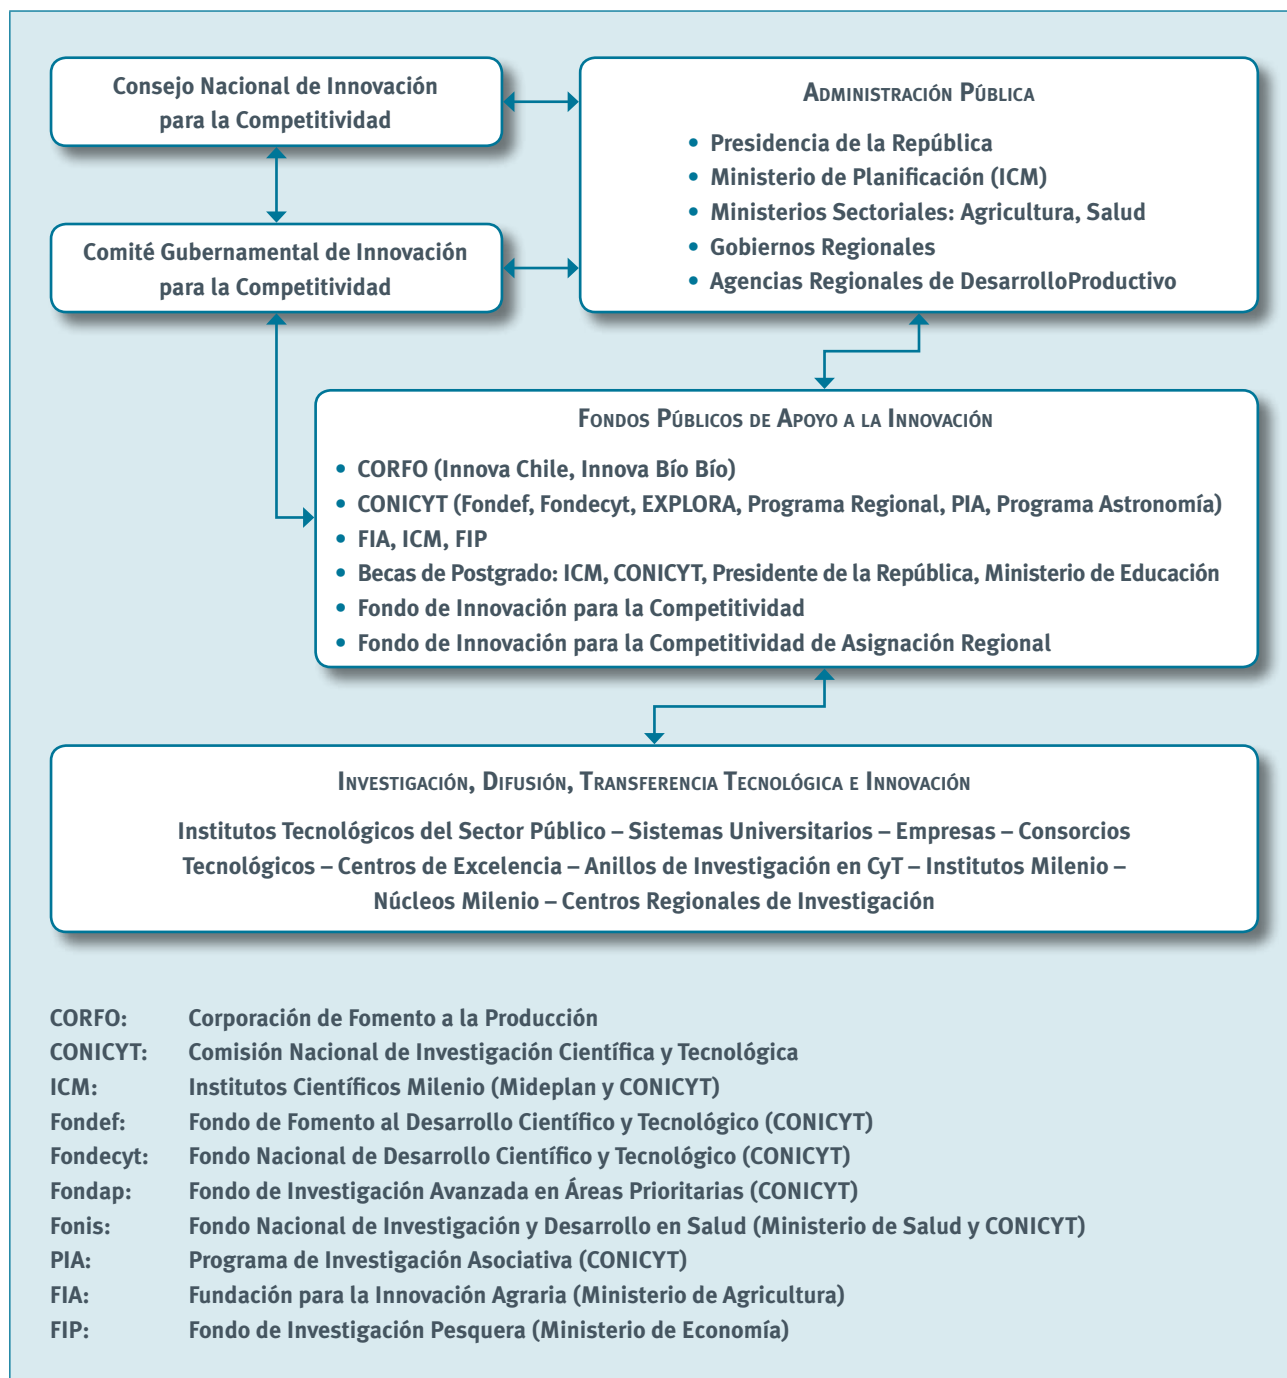 Consejo Nacional de Innovación
para la Competitividad
Comité Gubernamental de Innovación
para la Competitividad
Administración Pública
• Presidencia de la República
• Ministerio de Planificación (ICM)
• Ministerios Sectoriales: Agricultura, Salud
• Gobiernos Regionales
• Agencias Regionales de DesarrolloProductivo
Fondos Públicos de Apoyo a la Innovación
• CORFO (Innova Chile, Innova Bío Bío)
• CONICYT (Fondef, Fondecyt, EXPLORA, Programa Regional, PIA, Programa Astronomía)
• FIA, ICM, FIP
• Becas de Postgrado: ICM, CONICYT, Presidente de la República, Ministerio de Educación
• Fondo de Innovación para la Competitividad
• Fondo de Innovación para la Competitividad de Asignación Regional
Investigación, Difusión, Transferencia Tecnológica e Innovación
Institutos Tecnológicos del Sector Público – Sistemas Universitarios – Empresas – Consorcios
Tecnológicos – Centros de Excelencia – Anillos de Investigación en CyT – Institutos Milenio –
Núcleos Milenio – Centros Regionales de Investigación
CORFO: Corporación de Fomento a la Producción
CONICYT: Comisión Nacional de Investigación Científica y Tecnológica
ICM: Institutos Científicos Milenio (Mideplan y CONICYT)
Fondef: Fondo de Fomento al Desarrollo Científico y Tecnológico (CONICYT)
Fondecyt: Fondo Nacional de Desarrollo Científico y Tecnológico (CONICYT)
Fondap: Fondo de Investigación Avanzada en Áreas Prioritarias (CONICYT)
Fonis: Fondo Nacional de Investigación y Desarrollo en Salud (Ministerio de Salud y CONICYT)
PIA: Programa de Investigación Asociativa (CONICYT)
FIA: Fundación para la Innovación Agraria (Ministerio de Agricultura)
FIP: Fondo de Investigación Pesquera (Ministerio de Economía)